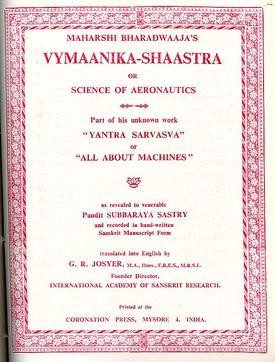 MAHARSHI BHARADWAAJA'S
VYMAANIKA-SHAASTRA
OR
SCIENCE OF AERONAUTICS
Part of his unknown work
"YANTRA SARVASVA"
or
"ALL ABOUT MACHINES"
as revealed to venerable
Pandit SUBBARAYA SASTRY
and recorded in hand-written
Sanskrit Manuscript Form
translated into English by
G. R. JOSYER, M.A., Hons., F.R.E.S., M.R.S.L.
Founder Director,
INTERNATIONAL ACADEMY OF SANSKRIT RESEARCH.
Printed at the
CORONATION PRESS, MYSORE 4. INDIA.